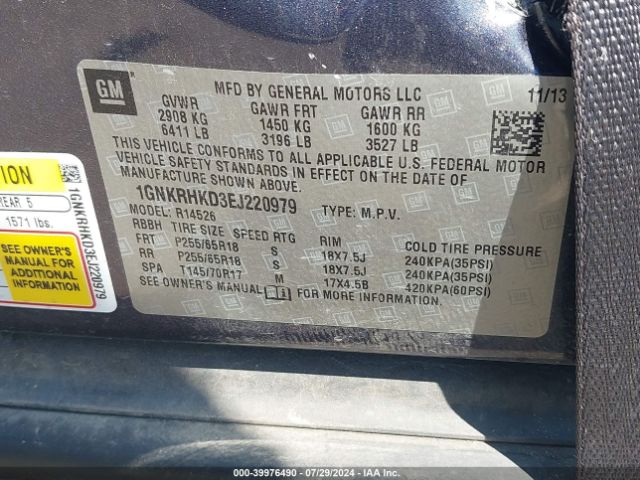 GM
MFD BY GENERAL MOTORS LLC
11/13
GVWR GAWR FRT GAWR RR
2908 KG 1450 KG 1600 KG
6411 LB 3196 LB 3527 LB
THIS VEHICLE CONFORMS TO ALL APPLICABLE U.S. FEDERAL MOTOR
VEHICLE SAFETY STANDARDS IN EFFECT ON THE DATE OF
MANUFACTURE SHOWN ABOVE.
1GNKRHKD3EJ220979 TYPE: M.P.V.
MODEL: R14526
RBBH TIRE SIZE SPEED RTG RIM COLD TIRE PRESSURE
FRT P255/65R18 S 18X7.5J 240KPA(35PSI)
RR P255/65R18 S 18X7.5J 240KPA(35PSI)
SPA T145/70R17 M 17X4.5B 420KPA(60PSI)
SEE OWNER'S MANUAL FOR MORE INFORMATION.
REAR 5
1571 lbs.
SEE OWNER'S
MANUAL FOR
ADDITIONAL
INFORMATION
1GNKRHKD3EJ220979
000-39976490 - 07/29/2024 - IAA Inc.